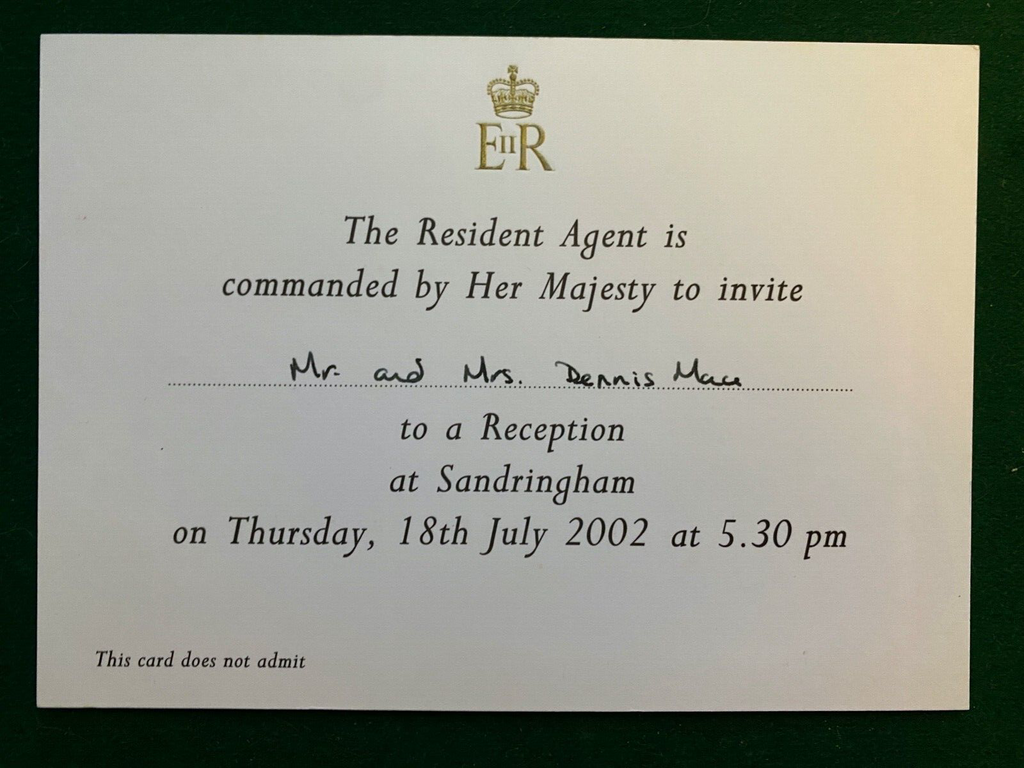 EIIR
The Resident Agent is
commanded by Her Majesty to invite
Mr. and Mrs. Dennis Mace
to a Reception
at Sandringham
on Thursday, 18th July 2002 at 5.30 pm
This card does not admit